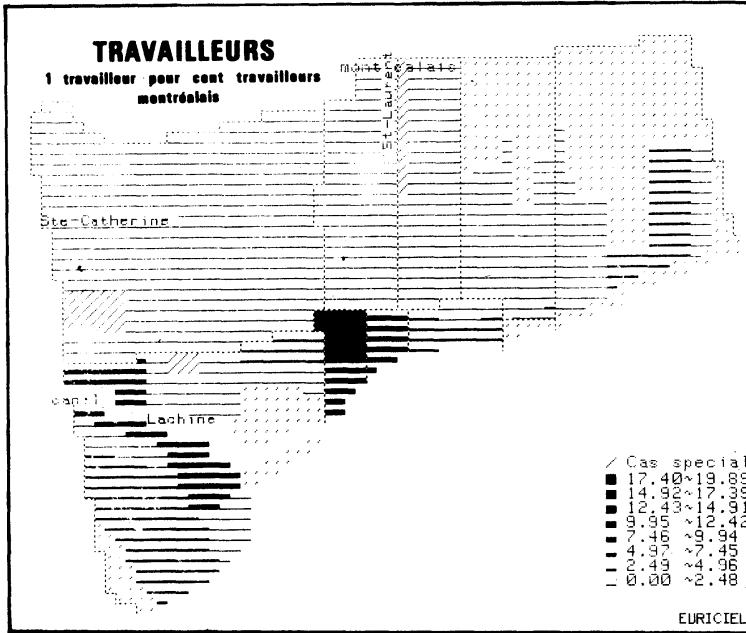 TRAVAILLEURS
1 travailleur pour cent travailleurs
montréalais
montréalais
St-Laurent
Ste-Catherine
canal
Lachine
/ Cas special
17.40~19.89
14.92~17.39
12.43~14.91
9.95 ~12.42
7.46 ~9.94
4.97 ~7.45
2.49 ~4.96
0.00 ~2.48
EURICIEL